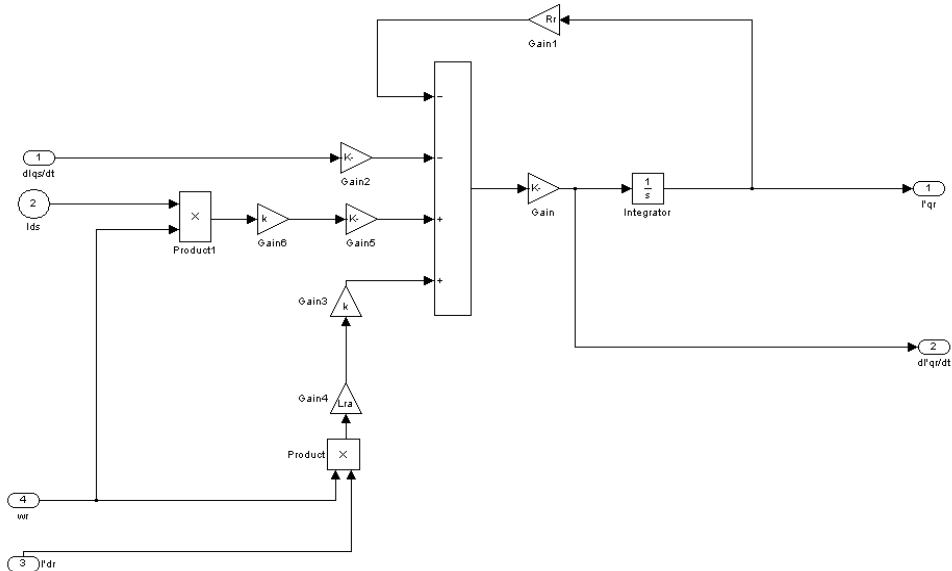 Rr
Gain1
−
−
1
dIqs/dt
K-
Gain2
2
Ids
×
Product1
k
Gain6
K-
Gain5
+
+
K-
Gain
1
s
Integrator
1
I'qr
Gain3
k
2
dI'qr/dt
Gain4
Lra
Product
×
4
wr
3
I'dr